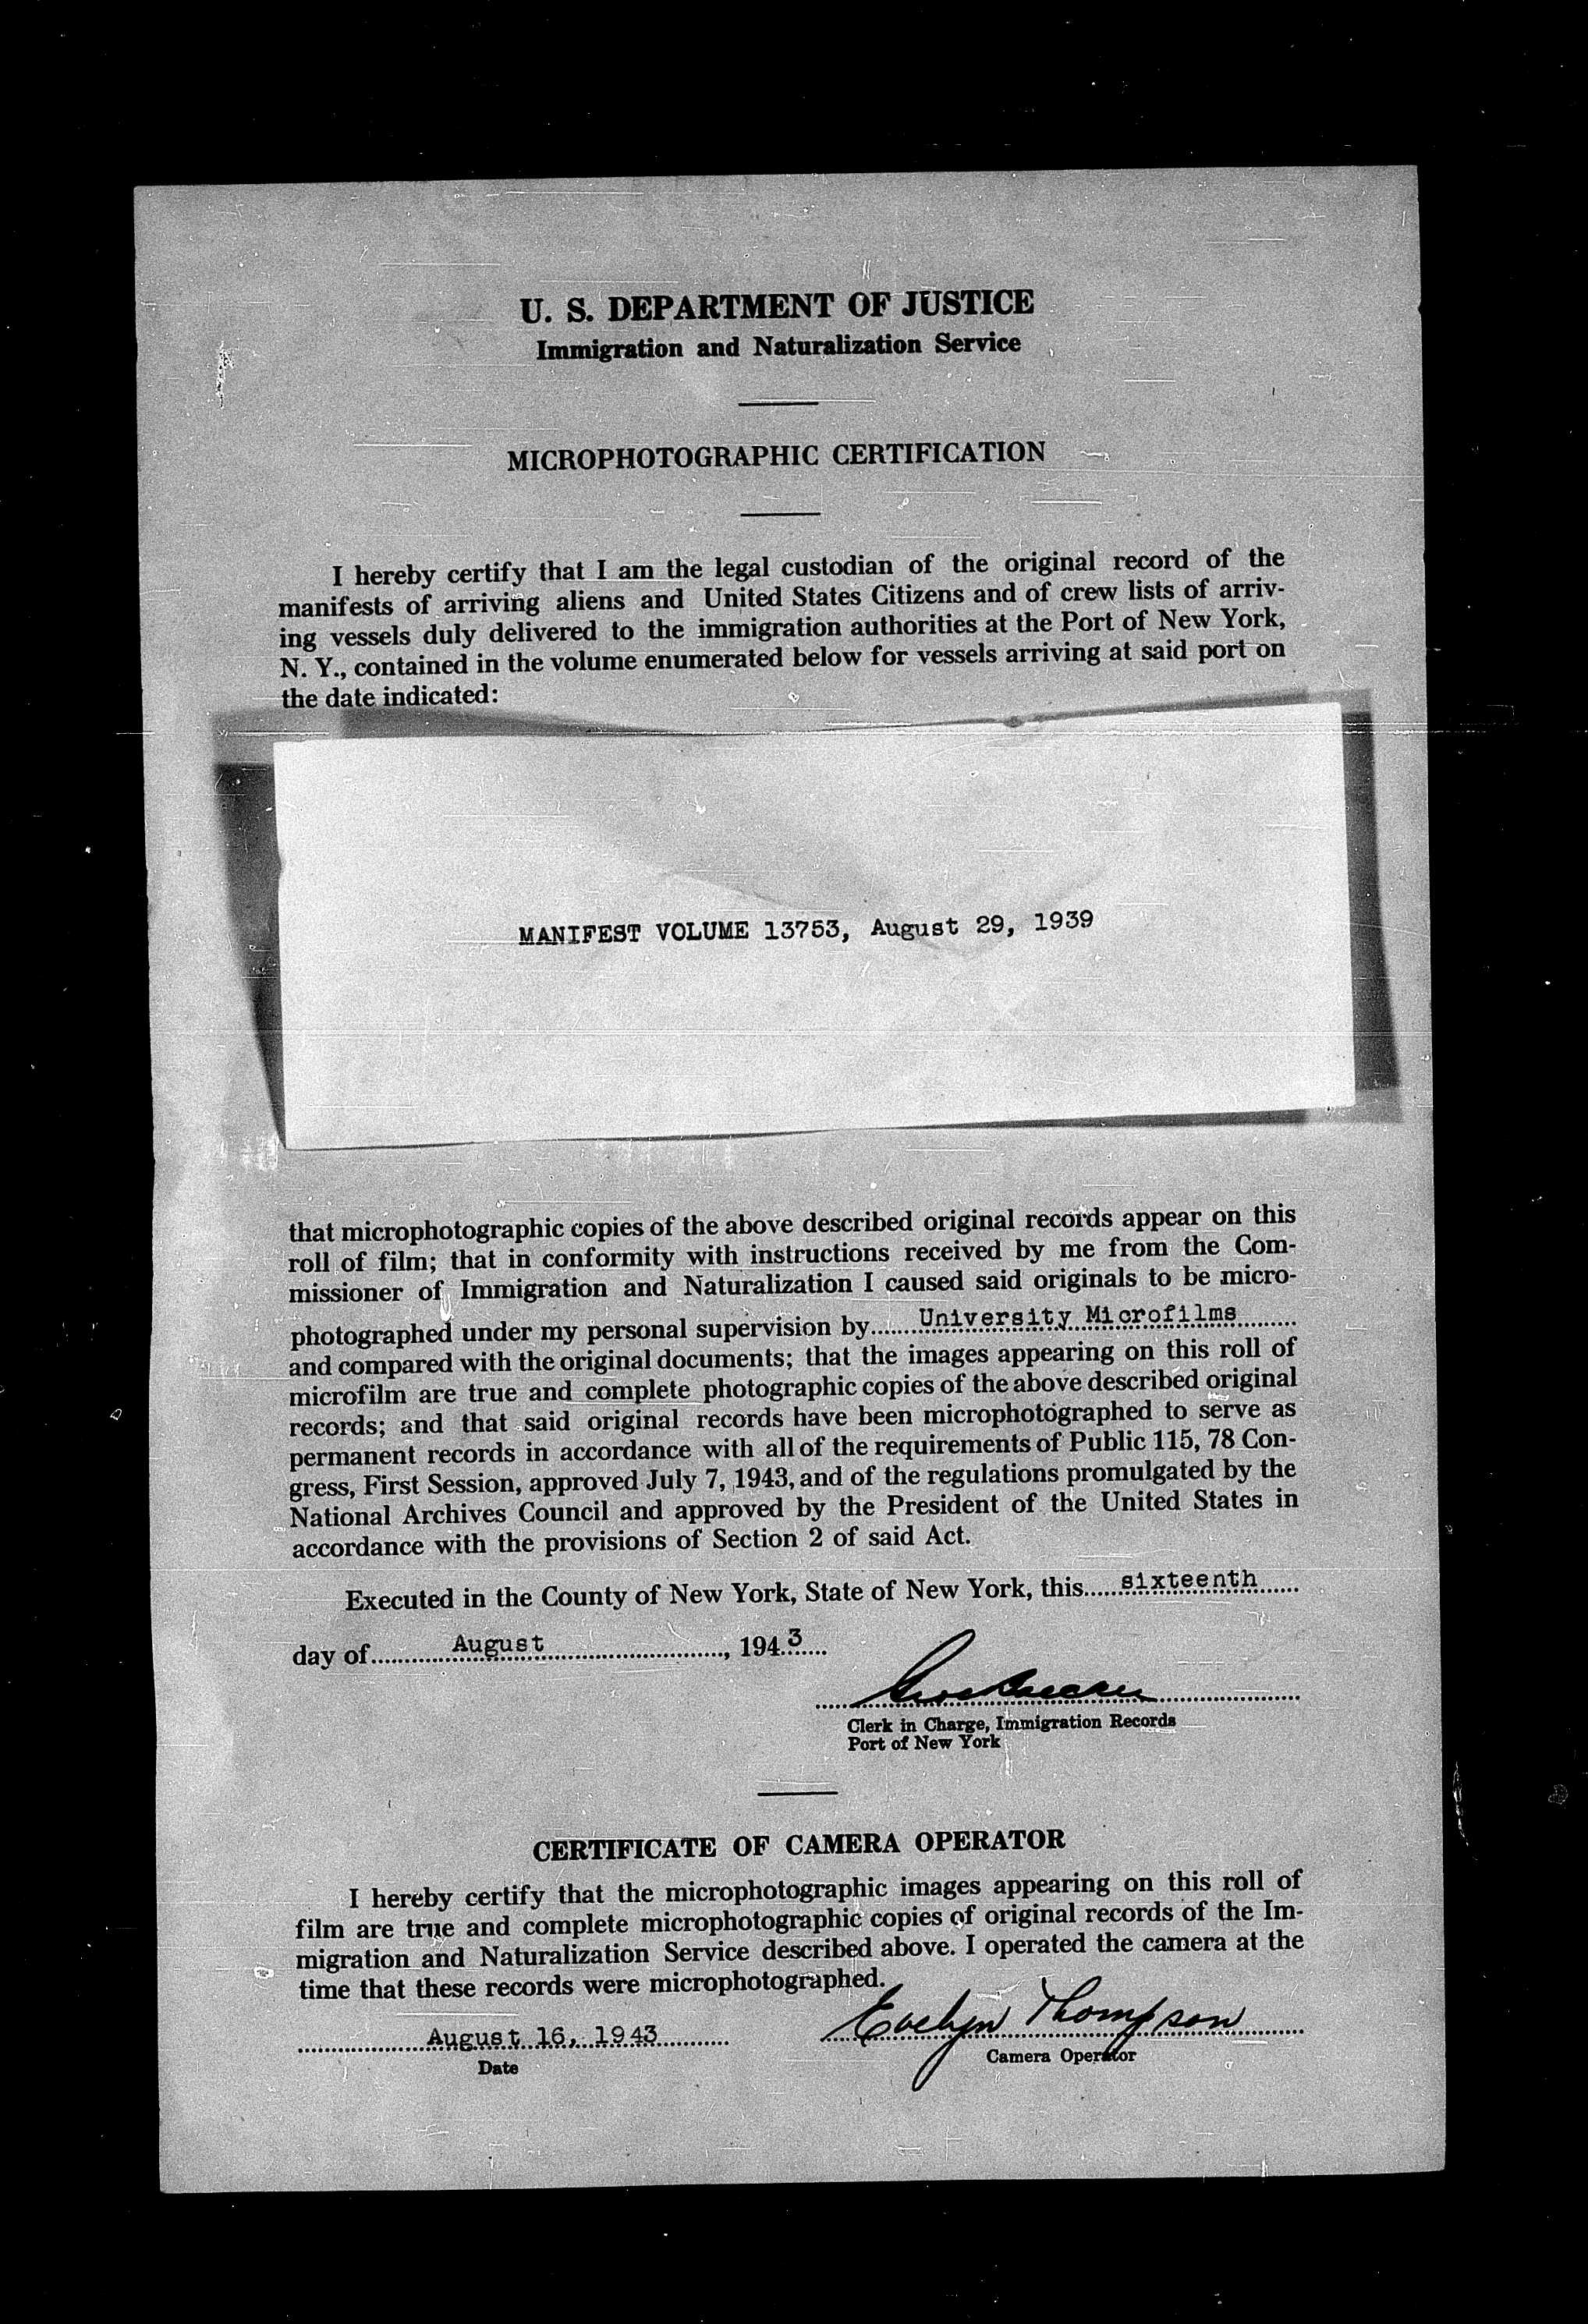 U. S. DEPARTMENT OF JUSTICE
Immigration and Naturalization Service
MICROPHOTOGRAPHIC CERTIFICATION
I hereby certify that I am the legal custodian of the original record of the
manifests of arriving aliens and United States Citizens and of crew lists of arriv-
ing vessels duly delivered to the immigration authorities at the Port of New York,
N. Y., contained in the volume enumerated below for vessels arriving at said port on
the date indicated:
MANIFEST VOLUME 13753, August 29, 1939
that microphotographic copies of the above described original records appear on this
roll of film; that in conformity with instructions received by me from the Com-
missioner of Immigration and Naturalization I caused said originals to be micro-
photographed under my personal supervision by University Microfilms
and compared with the original documents; that the images appearing on this roll of
microfilm are true and complete photographic copies of the above described original
records; and that said original records have been microphotographed to serve as
permanent records in accordance with all of the requirements of Public 115, 78 Con-
gress, First Session, approved July 7, 1943, and of the regulations promulgated by the
National Archives Council and approved by the President of the United States in
accordance with the provisions of Section 2 of said Act.
Executed in the County of New York, State of New York, this sixteenth
day of August, 1943
Clerk in Charge, Immigration Records
Port of New York
CERTIFICATE OF CAMERA OPERATOR
I hereby certify that the microphotographic images appearing on this roll of
film are true and complete microphotographic copies of original records of the Im-
migration and Naturalization Service described above. I operated the camera at the
time that these records were microphotographed.
August 16, 1943 Evelyn Thompson
Date Camera Operator